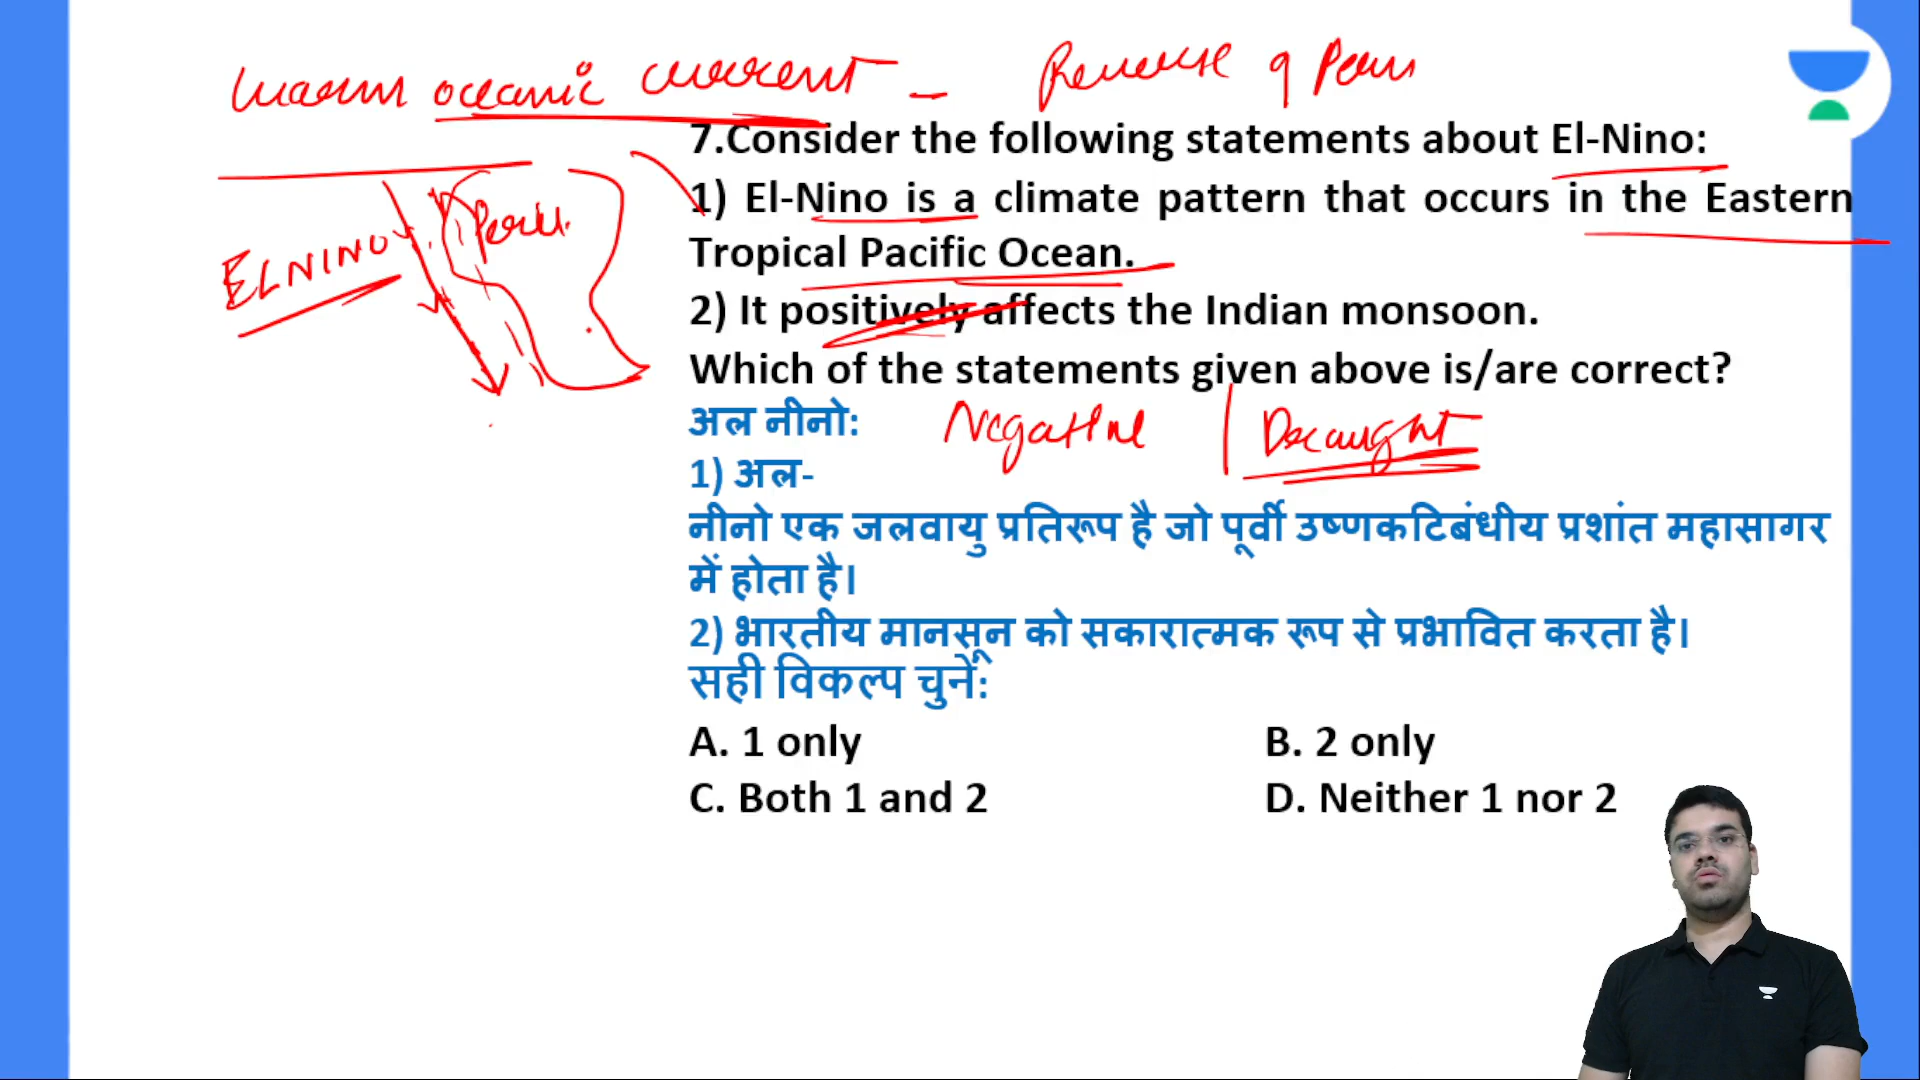 warm oceanic current – Reverse of Peru
7.Consider the following statements about El-Nino:
1) El-Nino is a climate pattern that occurs in the Eastern
Tropical Pacific Ocean.
2) It positively affects the Indian monsoon.
Which of the statements given above is/are correct?
Peru.
ELNINO
अल नीनो:
Negative | Draught
1) अल-
नीनो एक जलवायु प्रतिरूप है जो पूर्वी उष्णकटिबंधीय प्रशांत महासागर
में होता है।
2) भारतीय मानसून को सकारात्मक रूप से प्रभावित करता है।
सही विकल्प चुनें:
A. 1 only
B. 2 only
C. Both 1 and 2
D. Neither 1 nor 2